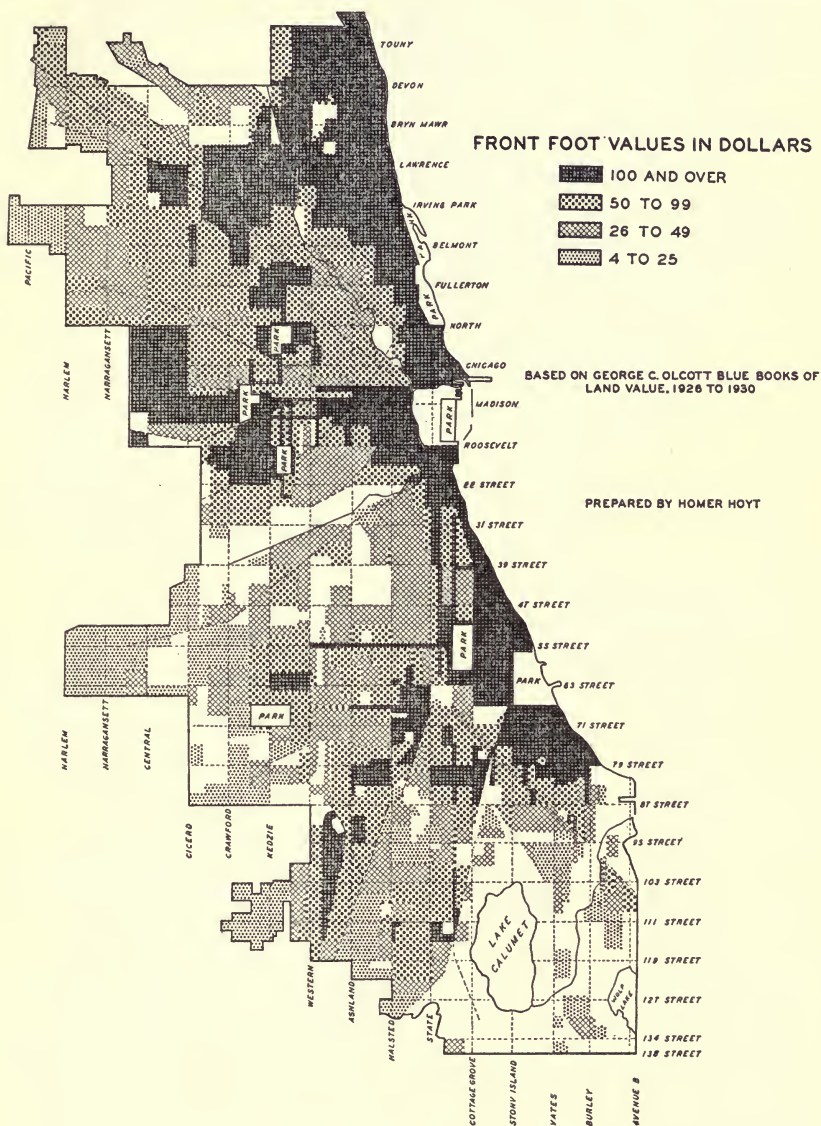 TOUHY
DEVON
BRYN MAWR
LAWRENCE
IRVING PARK
BELMONT
FULLERTON
NORTH
CHICAGO
MADISON
ROOSEVELT
22 STREET
31 STREET
39 STREET
47 STREET
55 STREET
63 STREET
71 STREET
79 STREET
87 STREET
95 STREET
103 STREET
111 STREET
119 STREET
127 STREET
134 STREET
138 STREET
FRONT FOOT VALUES IN DOLLARS
100 AND OVER
50 TO 99
26 TO 49
4 TO 25
BASED ON GEORGE C. OLCOTT BLUE BOOKS OF
LAND VALUE, 1926 TO 1930
PREPARED BY HOMER HOYT
PARK
PARK
PARK
PARK
PARK
PARK
PARK
PARK
PARK
LAKE
CALUMET
WOLF
LAKE
PACIFIC
HARLEM
NARRAGANSETT
HARLEM
NARRAGANSETT
CENTRAL
CICERO
CRAWFORD
KEDZIE
WESTERN
ASHLAND
HALSTED
STATE
COTTAGE GROVE
STONY ISLAND
YATES
BURLEY
AVENUE B